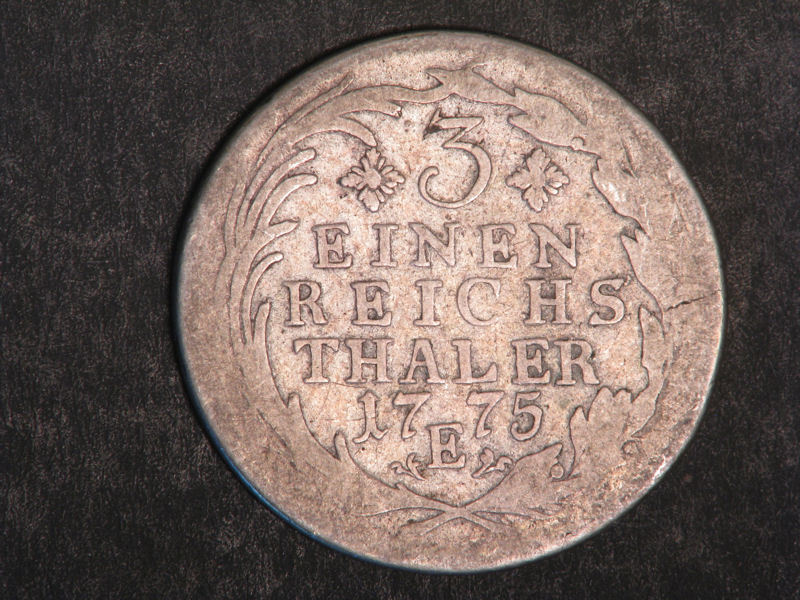 3
EINEN
REICHS
THALER
1775
E